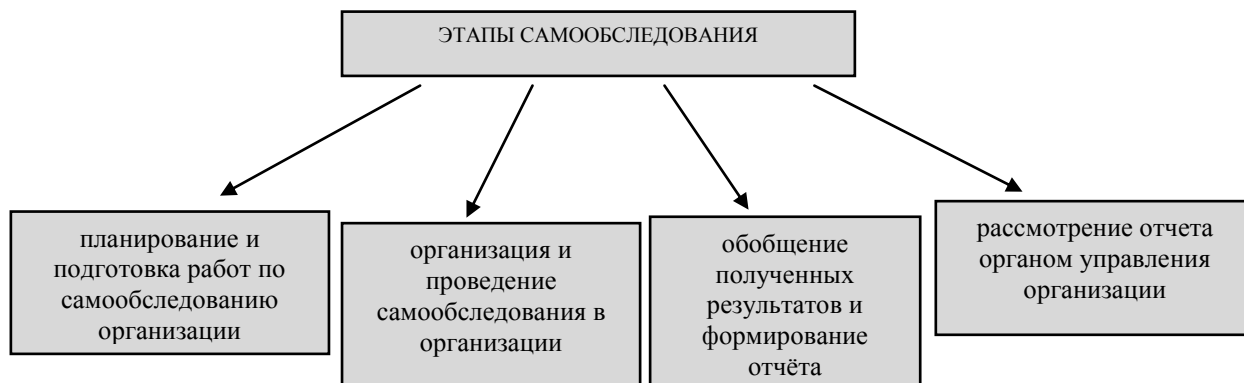 ЭТАПЫ САМООБСЛЕДОВАНИЯ
планирование и
подготовка работ по
самообследованию
организации
организация и
проведение
самообследования в
организации
обобщение
полученных
результатов и
формирование
отчёта
рассмотрение отчета
органом управления
организации